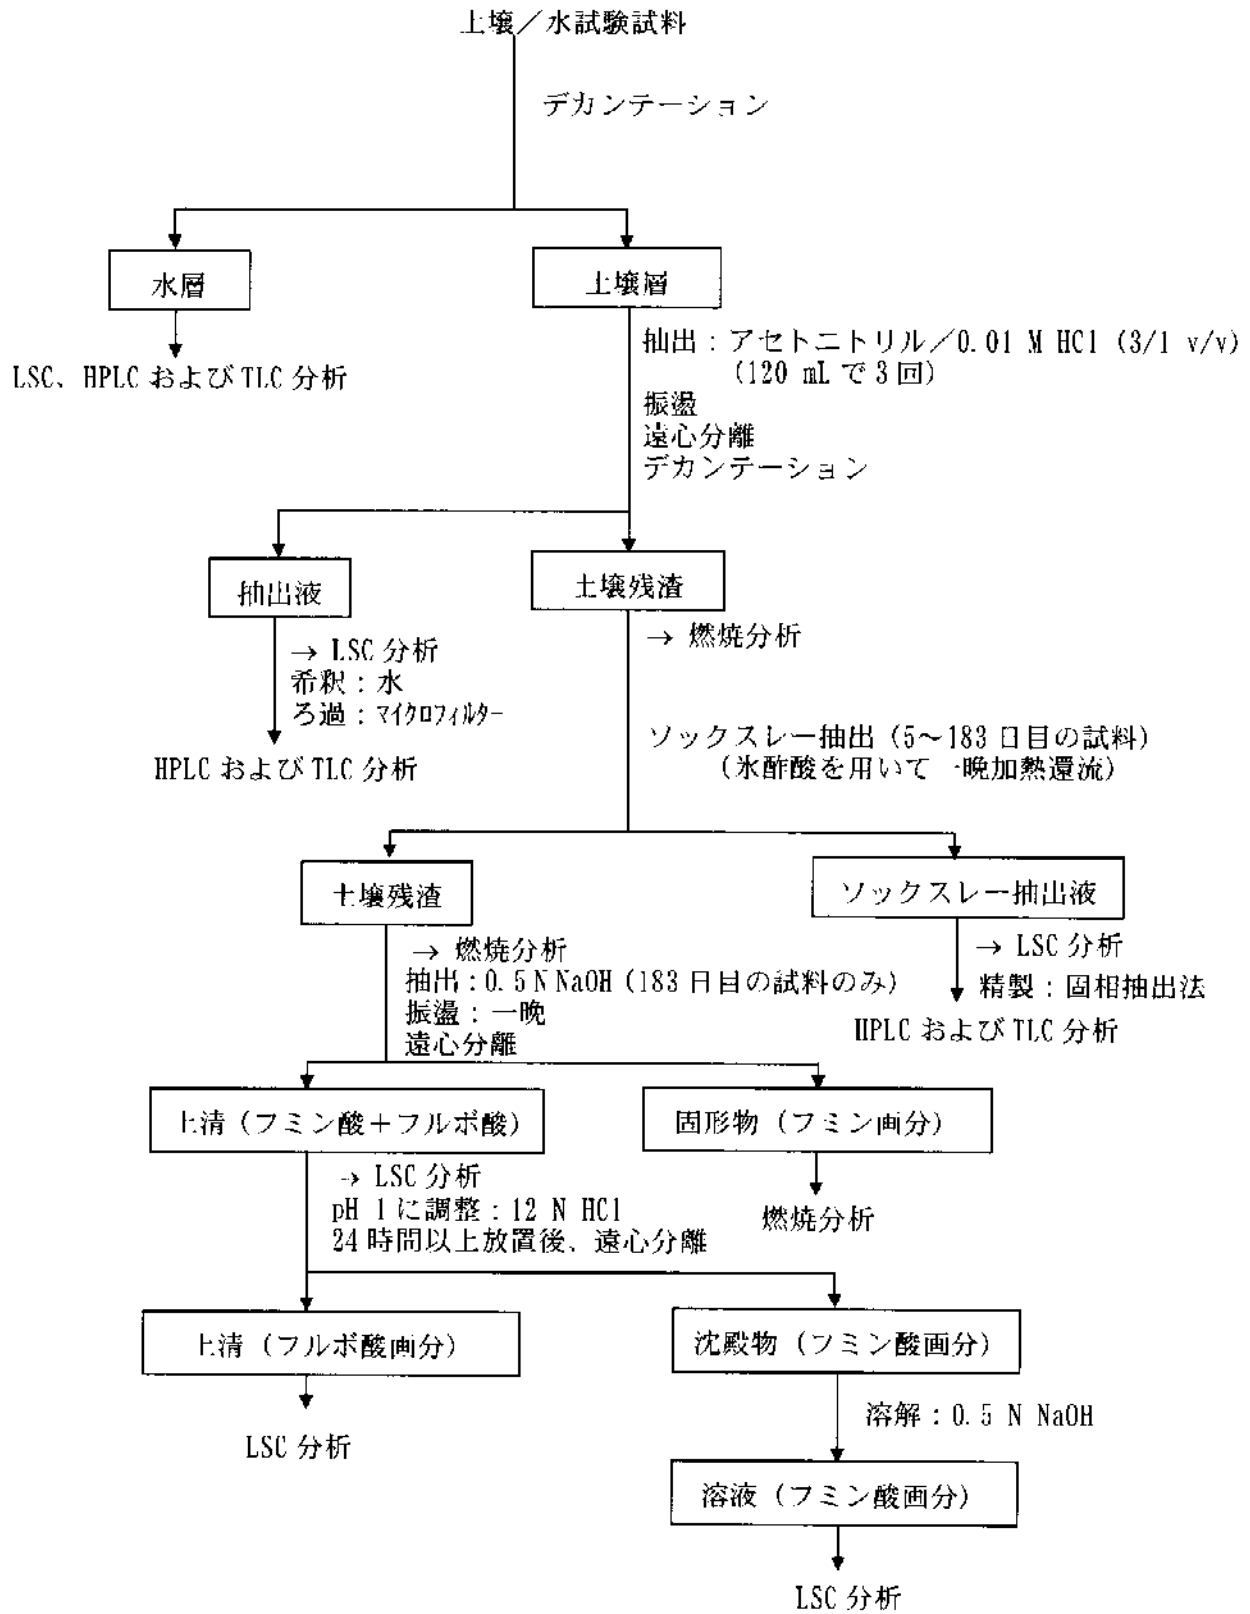 土壌／水試験試料
デカンテーション
水層
土壌層
LSC、HPLC および TLC 分析
抽出：アセトニトリル／0.01 M HCl (3/1 v/v)
(120 mL で 3 回)
振盪
遠心分離
デカンテーション
抽出液
土壌残渣
→ LSC 分析
希釈：水
ろ過：マイクロフィルター
→ 燃焼分析
HPLC および TLC 分析
ソックスレー抽出（5～183 日目の試料）
（氷酢酸を用いて一晩加熱還流）
土壌残渣
ソックスレー抽出液
→ 燃焼分析
抽出：0.5 N NaOH（183 日目の試料のみ）
振盪：一晩
遠心分離
→ LSC 分析
精製：固相抽出法
HPLC および TLC 分析
上清（フミン酸＋フルボ酸）
固形物（フミン画分）
→ LSC 分析
pH 1 に調整：12 N HCl
24 時間以上放置後、遠心分離
燃焼分析
上清（フルボ酸画分）
沈殿物（フミン酸画分）
LSC 分析
溶解：0.5 N NaOH
溶液（フミン酸画分）
LSC 分析